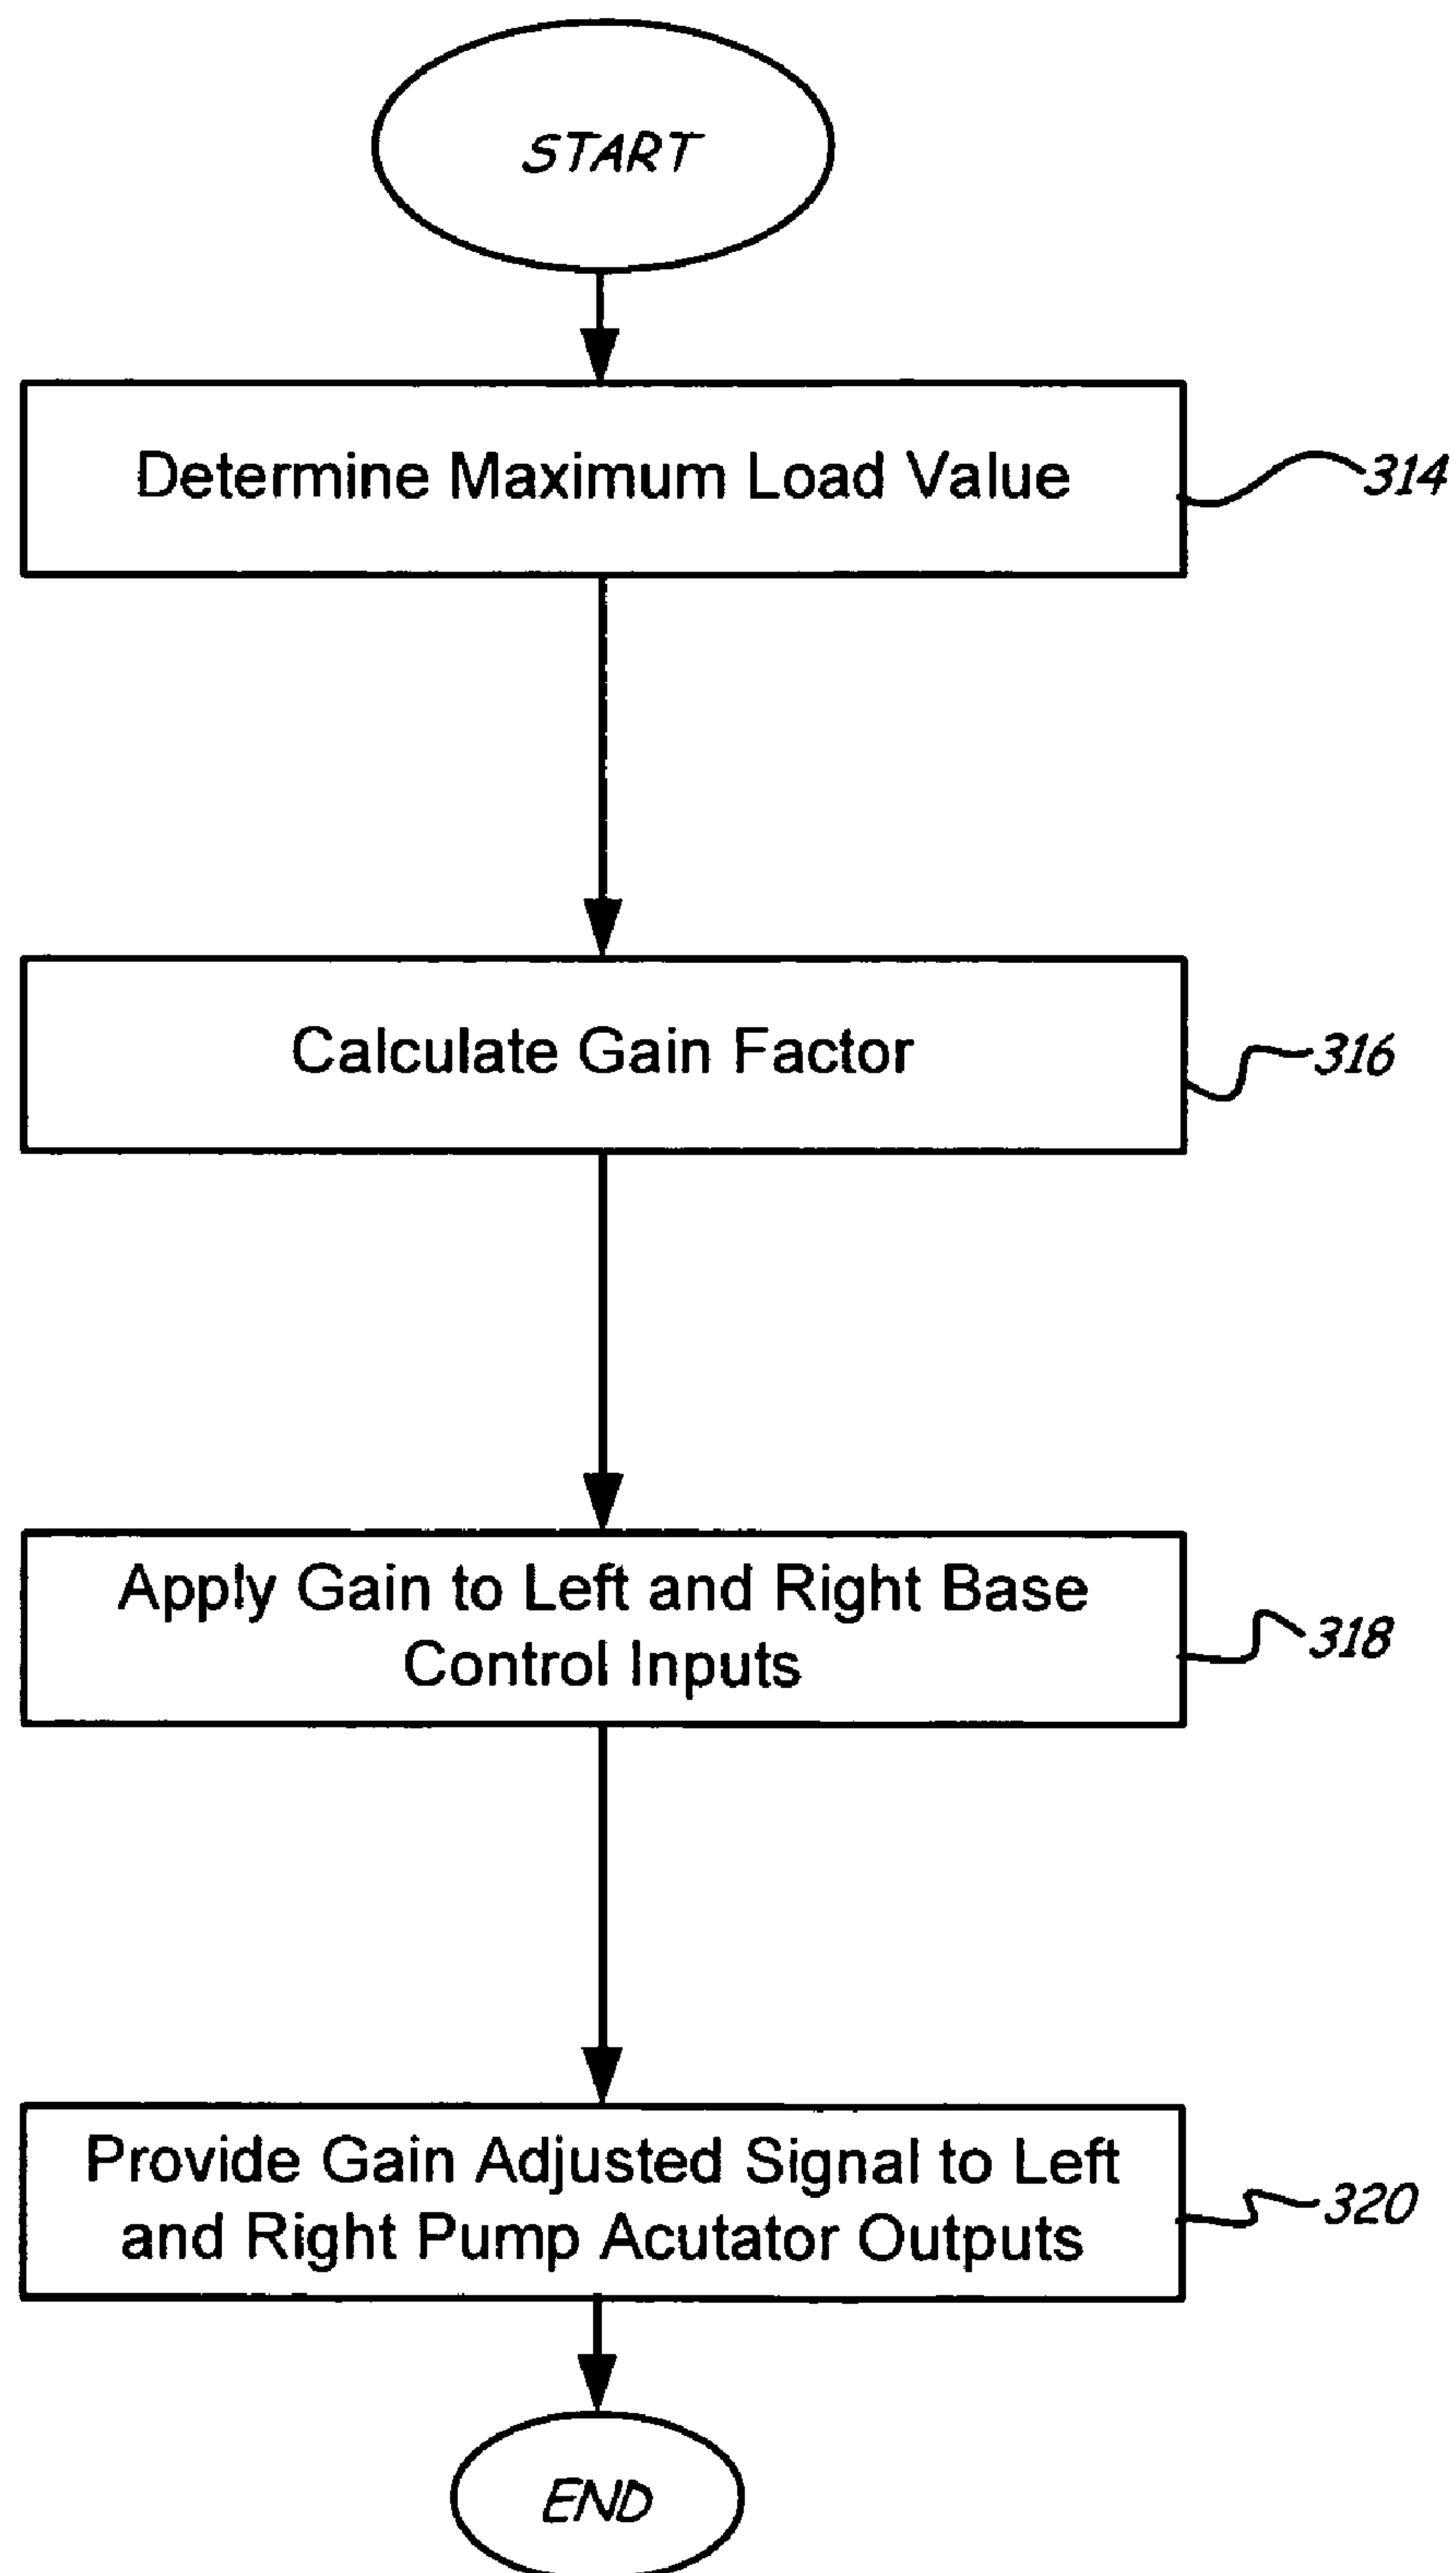 START
Determine Maximum Load Value
314
Calculate Gain Factor
316
Apply Gain to Left and Right Base
Control Inputs
318
Provide Gain Adjusted Signal to Left
and Right Pump Acutator Outputs
320
END